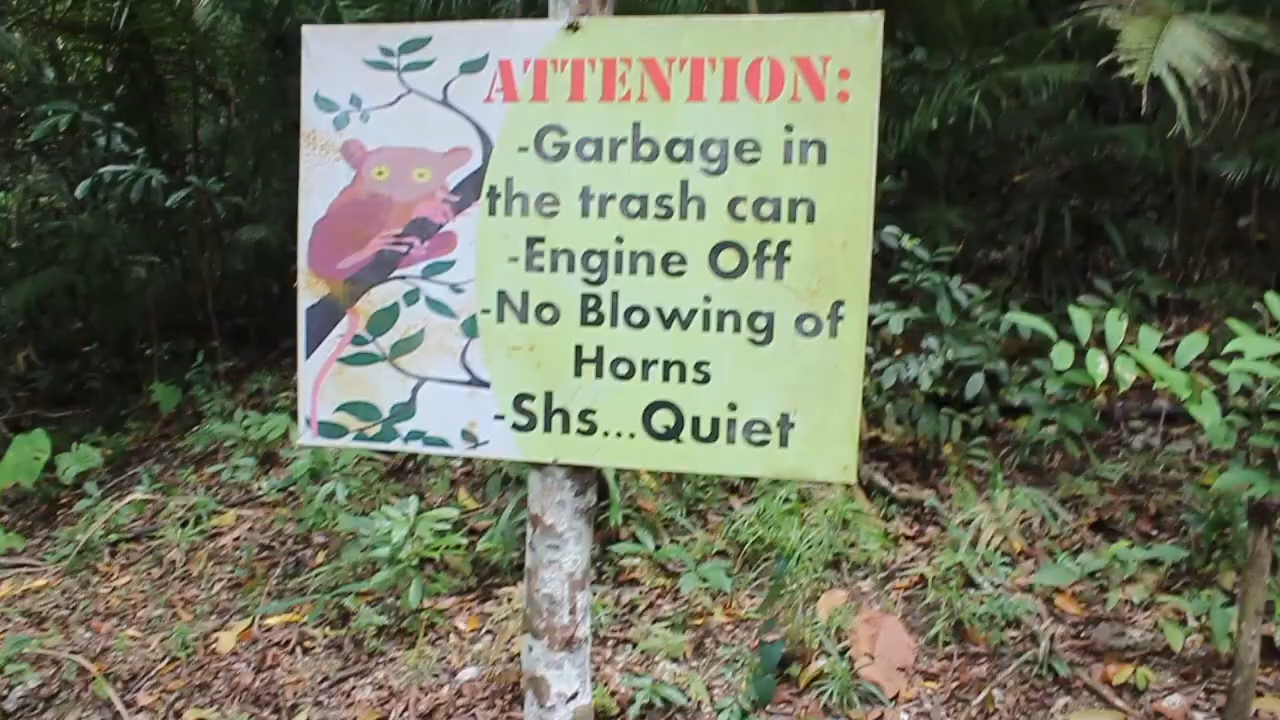 ATTENTION:
-Garbage in
the trash can
-Engine Off
-No Blowing of
Horns
-Shs...Quiet